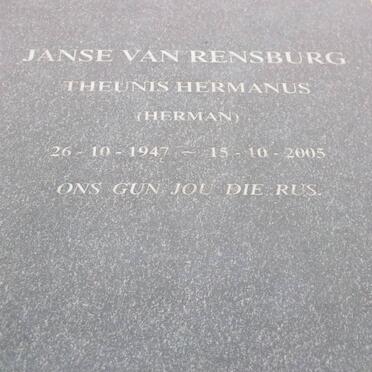 JANSE VAN RENSBURG
THEUNIS HERMANUS
(HERMAN)
26 - 10 - 1947 – 15 - 10 - 2005
ONS GUN JOU DIE RUS.